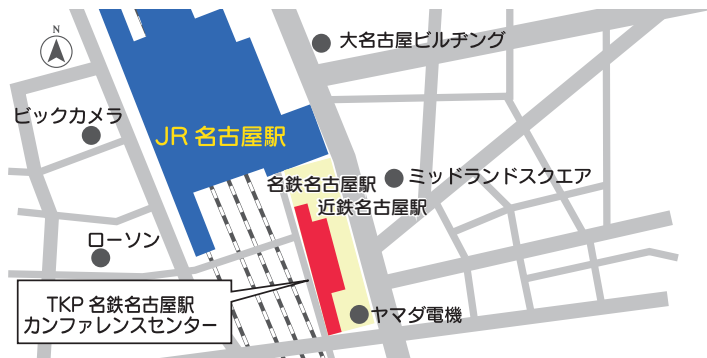 N
大名古屋ビルヂング
ビックカメラ
JR 名古屋駅
ミッドランドスクエア
名鉄名古屋駅
近鉄名古屋駅
ローソン
TKP 名鉄名古屋駅
カンファレンスセンター
ヤマダ電機